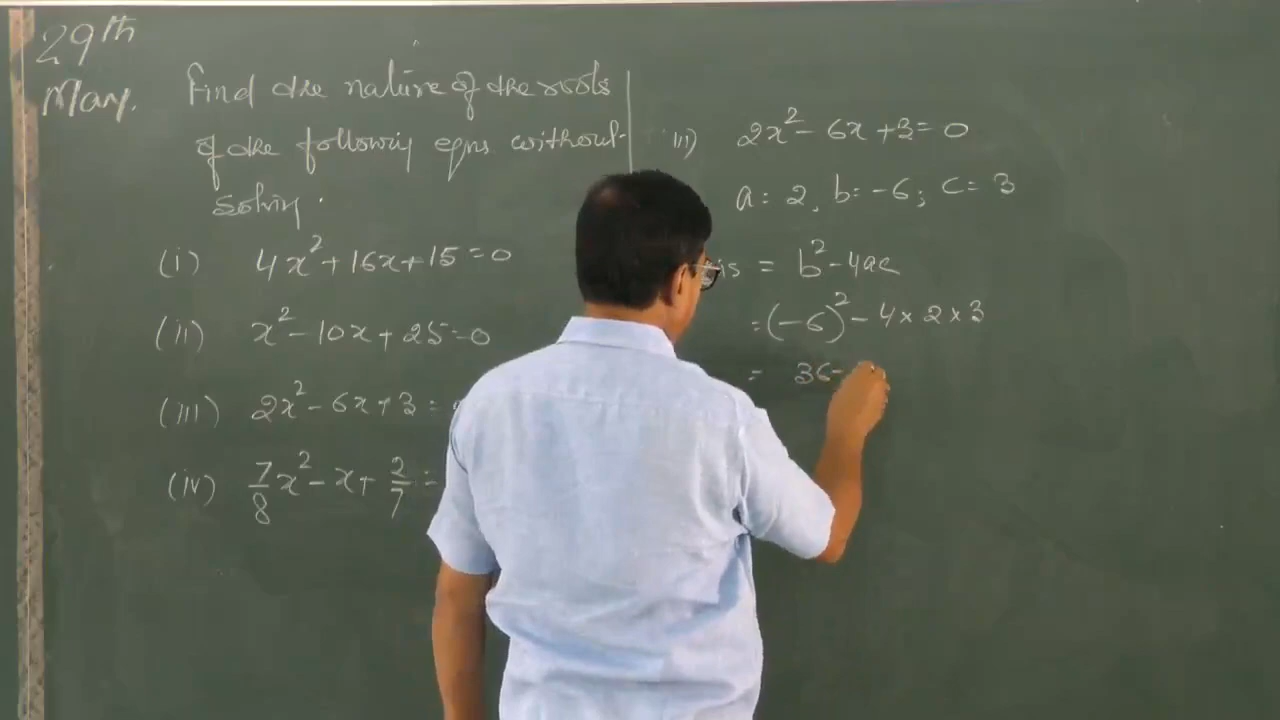 29th
May.
Find the nature of the roots
of the following eqns without
solving.
(i) 4x² + 16x + 15 = 0
(ii) x² - 10x + 25 = 0
(iii) 2x² - 6x + 3 =
(iv) 7/8 x² - x + 2/7 =
iii) 2x² - 6x + 3 = 0
a = 2, b = -6; c = 3
is = b² - 4ac
= (-6)² - 4 × 2 × 3
= 36 -